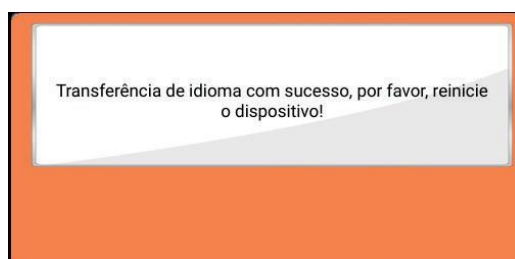 Transferência de idioma com sucesso, por favor, reinicie
o dispositivo!